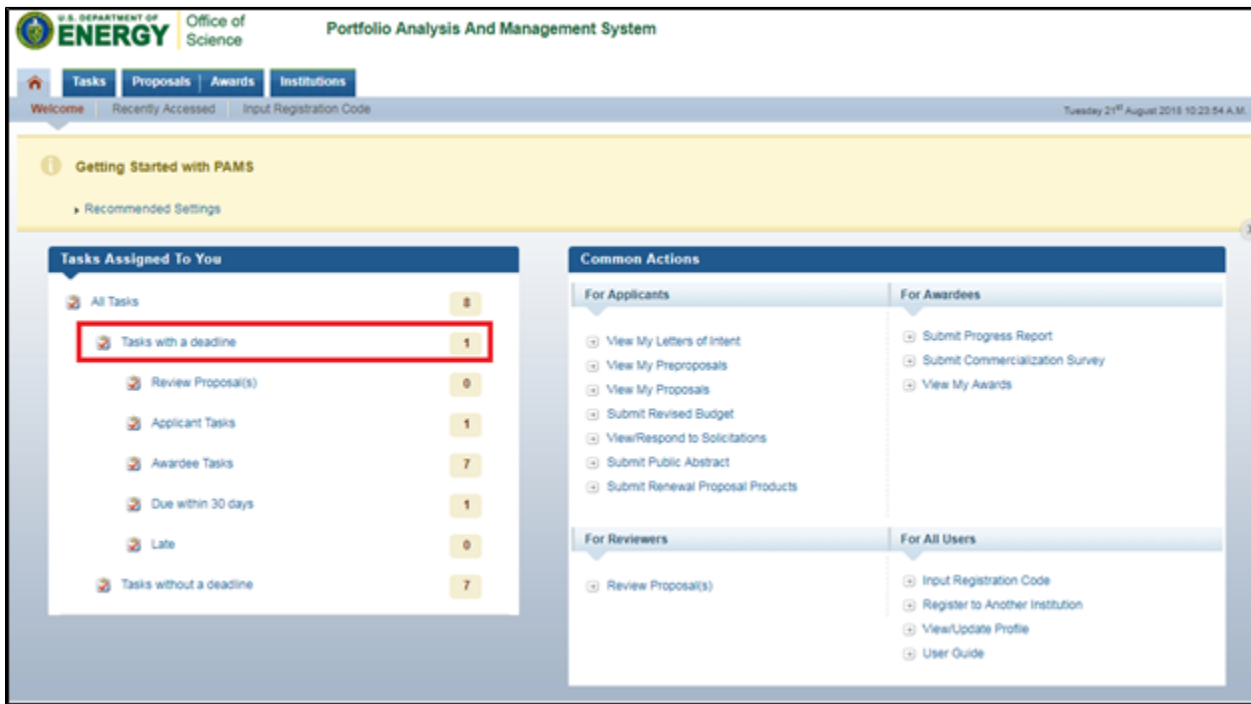 U.S. DEPARTMENT OF
ENERGY
Office of
Science
Portfolio Analysis And Management System
Tasks
Proposals | Awards
Institutions
Welcome
Recently Accessed
Input Registration Code
Tuesday 21st August 2018 10:23:54 A.M.
Getting Started with PAMS
Recommended Settings
Tasks Assigned To You
All Tasks 8
Tasks with a deadline 1
Review Proposal(s) 0
Applicant Tasks 1
Awardee Tasks 7
Due within 30 days 1
Late 0
Tasks without a deadline 7
Common Actions
For Applicants
View My Letters of Intent
View My Preproposals
View My Proposals
Submit Revised Budget
View/Respond to Solicitations
Submit Public Abstract
Submit Renewal Proposal Products
For Awardees
Submit Progress Report
Submit Commercialization Survey
View My Awards
For Reviewers
Review Proposal(s)
For All Users
Input Registration Code
Register to Another Institution
View/Update Profile
User Guide